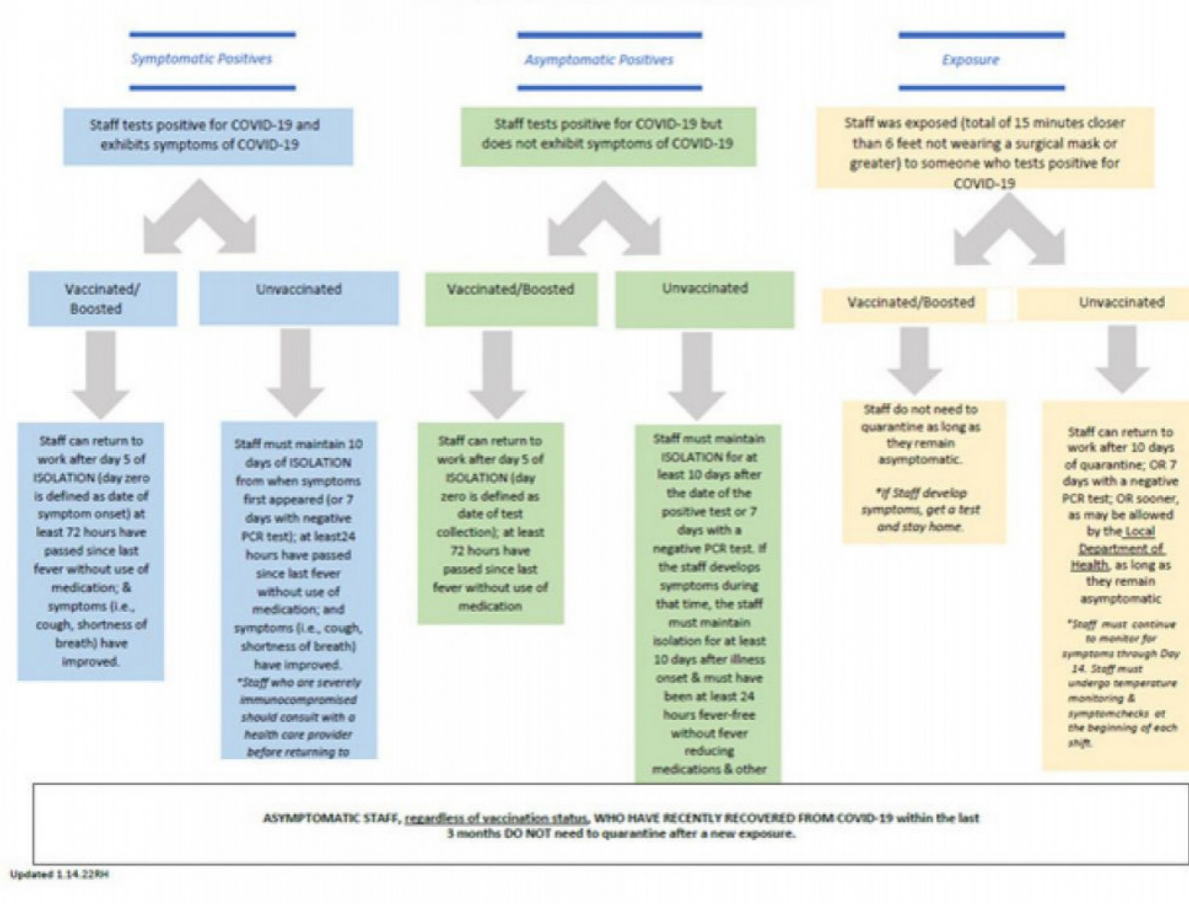 Symptomatic Positives
Staff tests positive for COVID-19 and
exhibits symptoms of COVID-19
Vaccinated/
Boosted
Unvaccinated
Staff can return to
work after day 5 of
ISOLATION (day zero
is defined as date of
symptom onset) at
least 72 hours have
passed since last
fever without use of
medication; &
symptoms (i.e.,
cough, shortness of
breath) have
improved.
Staff must maintain 10
days of ISOLATION
from when symptoms
first appeared (or 7
days with negative
PCR test); at least24
hours have passed
since last fever
without use of
medication; and
symptoms (i.e., cough,
shortness of breath)
have improved.
*Staff who are severely
immunocompromised
should consult with a
health care provider
before returning to
Asymptomatic Positives
Staff tests positive for COVID-19 but
does not exhibit symptoms of COVID-19
Vaccinated/Boosted
Unvaccinated
Staff can return to
work after day 5 of
ISOLATION (day
zero is defined as
date of test
collection); at least
72 hours have
passed since last
fever without use of
medication
Staff must maintain
ISOLATION for at
least 10 days after
the date of the
positive test or 7
days with a
negative PCR test. If
the staff develops
symptoms during
that time, the staff
must maintain
isolation for at least
10 days after illness
onset & must have
been at least 24
hours fever-free
without fever
reducing
medications & other
Exposure
Staff was exposed (total of 15 minutes closer
than 6 feet not wearing a surgical mask or
greater) to someone who tests positive for
COVID-19
Vaccinated/Boosted
Unvaccinated
Staff do not need to
quarantine as long as
they remain
asymptomatic.
*If Staff develop
symptoms, get a test
and stay home.
Staff can return to
work after 10 days
of quarantine; OR 7
days with a negative
PCR test; OR sooner,
as may be allowed
by the Local
Department of
Health, as long as
they remain
asymptomatic
*Staff must continue
to monitor for
symptoms through Day
14. Staff must
undergo temperature
monitoring &
symptomchecks at
the beginning of each
shift.
ASYMPTOMATIC STAFF, regardless of vaccination status, WHO HAVE RECENTLY RECOVERED FROM COVID-19 within the last
3 months DO NOT need to quarantine after a new exposure.
Updated 1.14.22RH